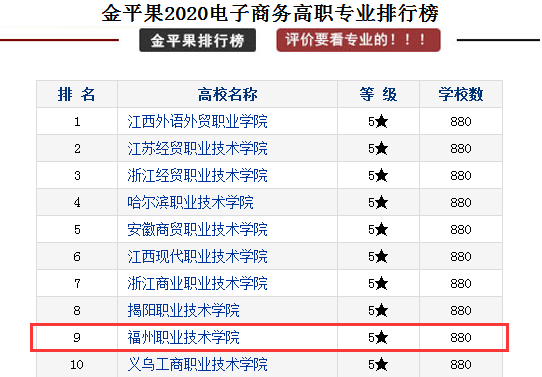 金平果2020电子商务高职专业排行榜
金平果排行榜 评价要看专业的！！！
排 名 高校名称 等 级 学校数
1 江西外语外贸职业学院 5★ 880
2 江苏经贸职业技术学院 5★ 880
3 浙江经贸职业技术学院 5★ 880
4 哈尔滨职业技术学院 5★ 880
5 安徽商贸职业技术学院 5★ 880
6 江西现代职业技术学院 5★ 880
7 浙江商业职业技术学院 5★ 880
8 揭阳职业技术学院 5★ 880
9 福州职业技术学院 5★ 880
10 义乌工商职业技术学院 5★ 880